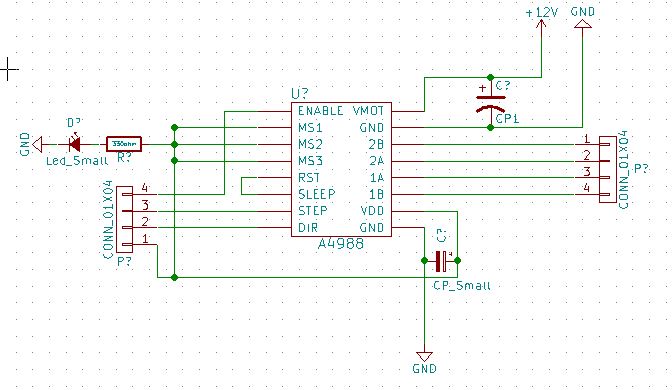 +12V
GND
U?
C?
CP1
ENABLE VMOT
MS1 GND
MS2 2B
MS3 2A
RST 1A
SLEEP 1B
STEP VDD
DIR GND
A4988
D?
Led_Small
GND
330ohm
R?
CONN_01X04
4
3
2
1
P?
1
2
3
4
CONN_01X04
P?
C?
CP_Small
GND